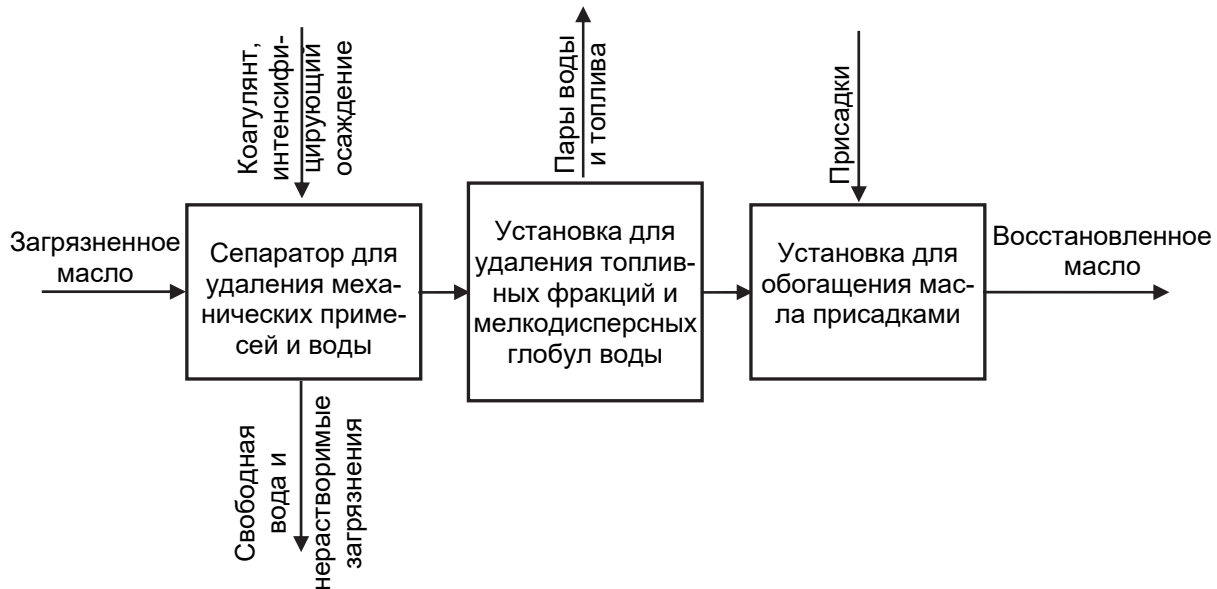 Коагулянт,
интенсифи-
цирующий
осаждение
Пары воды
и топлива
Присадки
Загрязненное
масло
Сепаратор для
удаления меха-
нических приме-
сей и воды
Установка для
удаления топлив-
ных фракций и
мелкодисперсных
глобул воды
Установка для
обогащения мас-
ла присадками
Восстановленное
масло
Свободная
вода и
нерастворимые
загрязнения